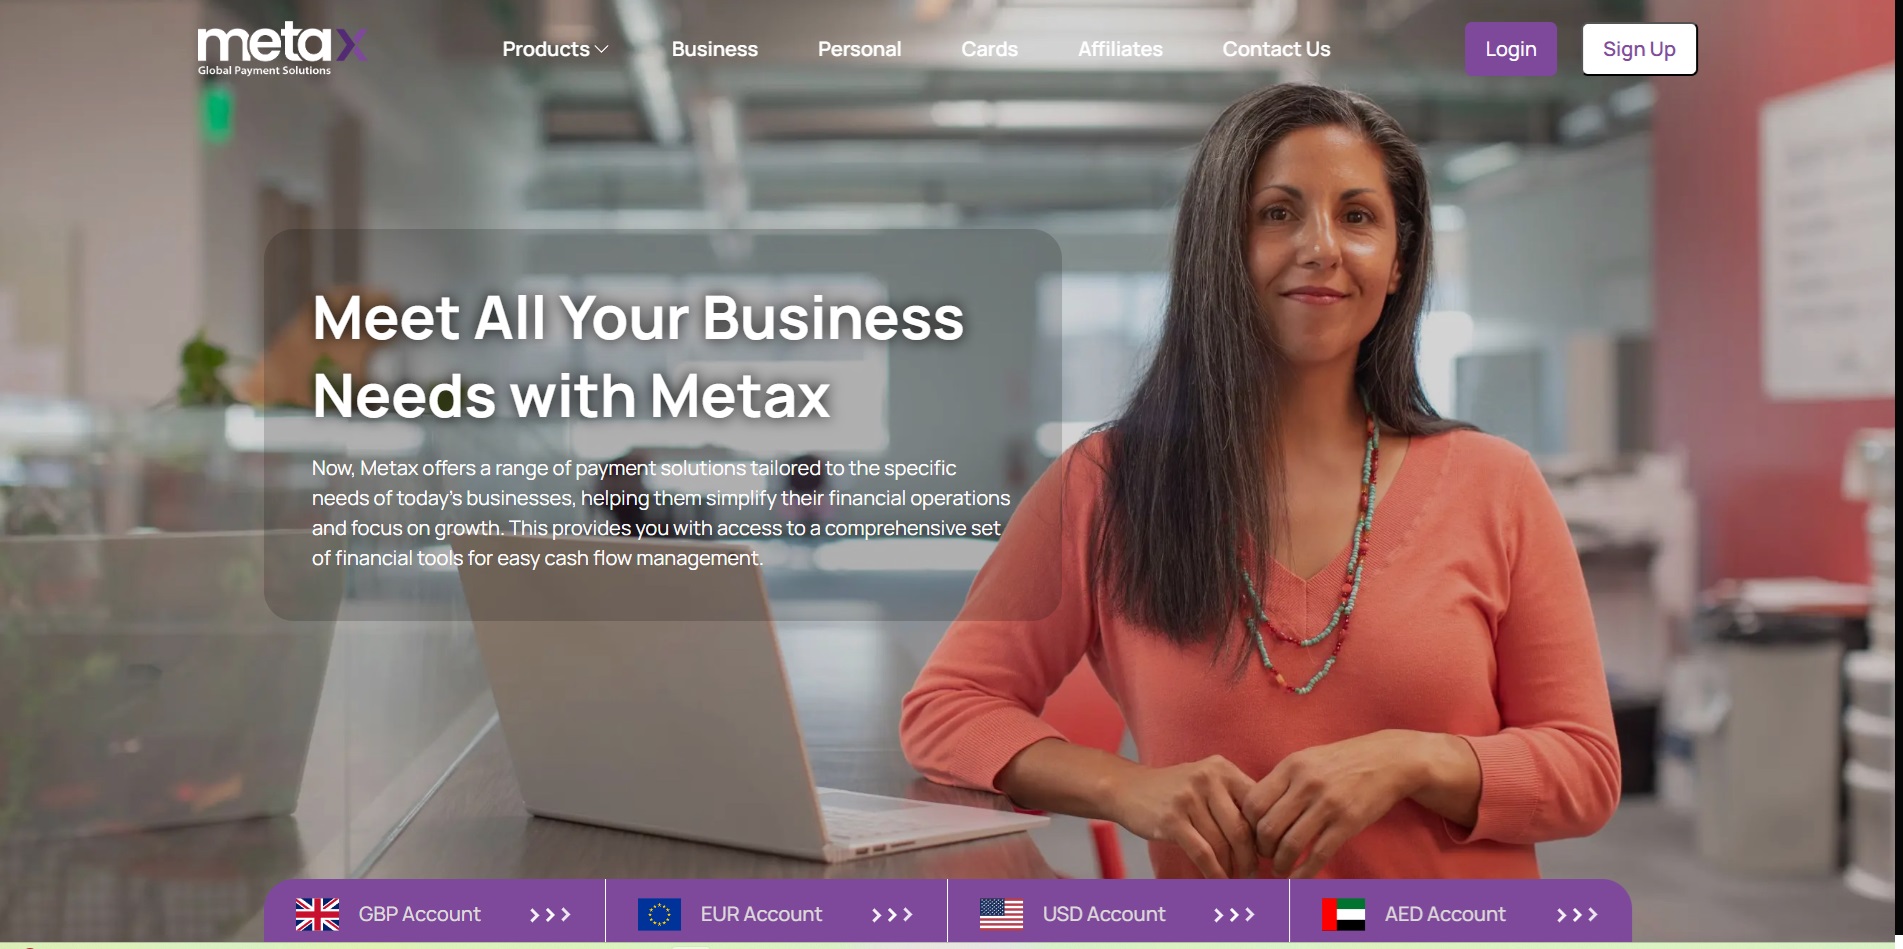 metax
Global Payment Solutions
Products
Business
Personal
Cards
Affiliates
Contact Us
Login
Sign Up
Meet All Your Business
Needs with Metax
Now, Metax offers a range of payment solutions tailored to the specific
needs of today's businesses, helping them simplify their financial operations
and focus on growth. This provides you with access to a comprehensive set
of financial tools for easy cash flow management.
GBP Account
EUR Account
USD Account
AED Account